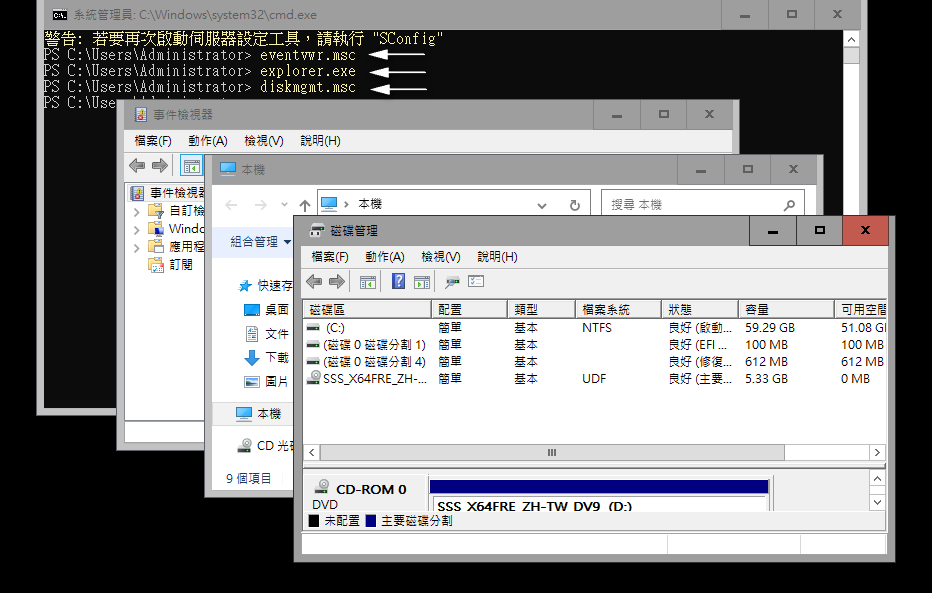 系統管理員: C:\Windows\system32\cmd.exe
警告: 若要再次啟動伺服器設定工具，請執行 "SConfig"
PS C:\Users\Administrator> eventvwr.msc
PS C:\Users\Administrator> explorer.exe
PS C:\Users\Administrator> diskmgmt.msc
PS C:\Use
事件檢視器
檔案(F) 動作(A) 檢視(V) 說明(H)
事件檢視器
自訂檢
Windo
應用程
訂閱
本機
本機
搜尋 本機
組合管理
快速存
桌面
文件
下載
圖片
本機
CD 光碟
9 個項目
磁碟管理
檔案(F) 動作(A) 檢視(V) 說明(H)
磁碟區 配置 類型 檔案系統 狀態 容量 可用空間
(C:) 簡單 基本 NTFS 良好 (啟動... 59.29 GB 51.08 GI
(磁碟 0 磁碟分割 1) 簡單 基本 良好 (EFI ... 100 MB 100 MB
(磁碟 0 磁碟分割 4) 簡單 基本 良好 (修復... 612 MB 612 MB
SSS_X64FRE_ZH-... 簡單 基本 UDF 良好 (主要... 5.33 GB 0 MB
CD-ROM 0
DVD
SSS_X64FRE_ZH-TW_DV9 (D:)
未配置 主要磁碟分割